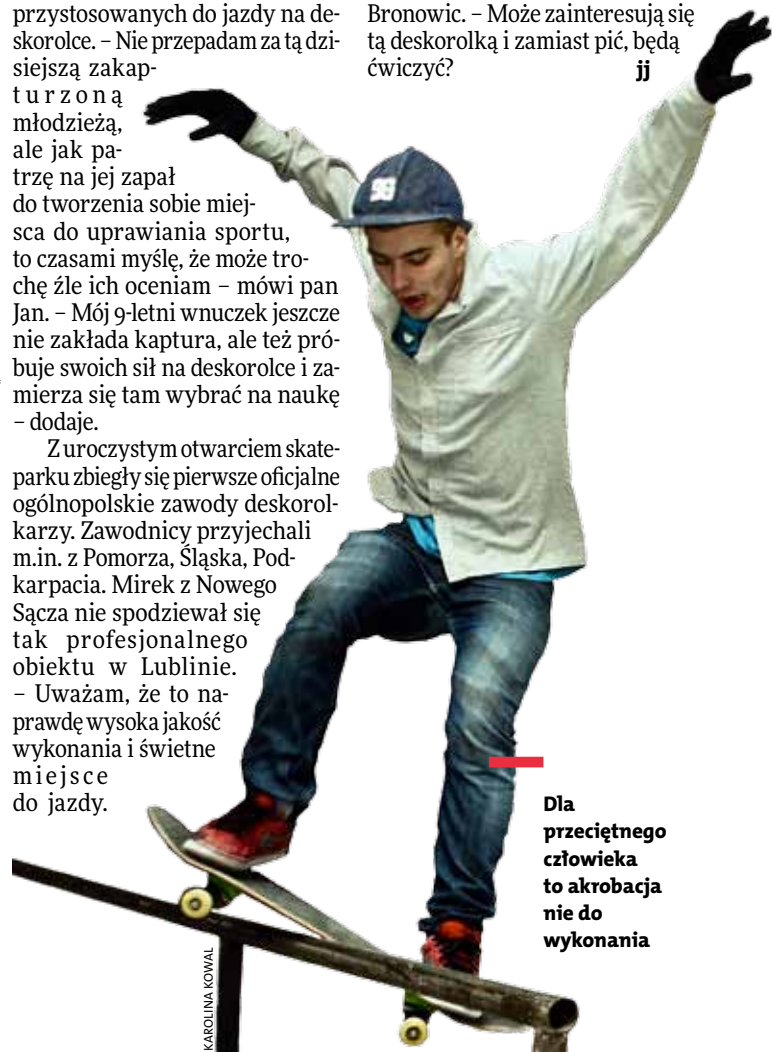 przystosowanych do jazdy na de-
skorolce. – Nie przepadam za tą dzi-
siejszą zakap-
turzoną
młodzieżą,
ale jak pa-
trzę na jej zapał
do tworzenia sobie miej-
sca do uprawiania sportu,
to czasami myślę, że może tro-
chę źle ich oceniam – mówi pan
Jan. – Mój 9-letni wnuczek jeszcze
nie zakłada kaptura, ale też pró-
buje swoich sił na deskorolce i za-
mierza się tam wybrać na naukę
– dodaje.
Z uroczystym otwarciem skate-
parku zbiegły się pierwsze oficjalne
ogólnopolskie zawody deskorol-
karzy. Zawodnicy przyjechali
m.in. z Pomorza, Śląska, Pod-
karpacia. Mirek z Nowego
Sącza nie spodziewał się
tak profesjonalnego
obiektu w Lublinie.
– Uważam, że to na-
prawdę wysoka jakość
wykonania i świetne
miejsce
do jazdy.
Bronowic. – Może zainteresują się
tą deskorolką i zamiast pić, będą
ćwiczyć?
jj
Dla
przeciętnego
człowieka
to akrobacja
nie do
wykonania
KAROLINA KOWAL